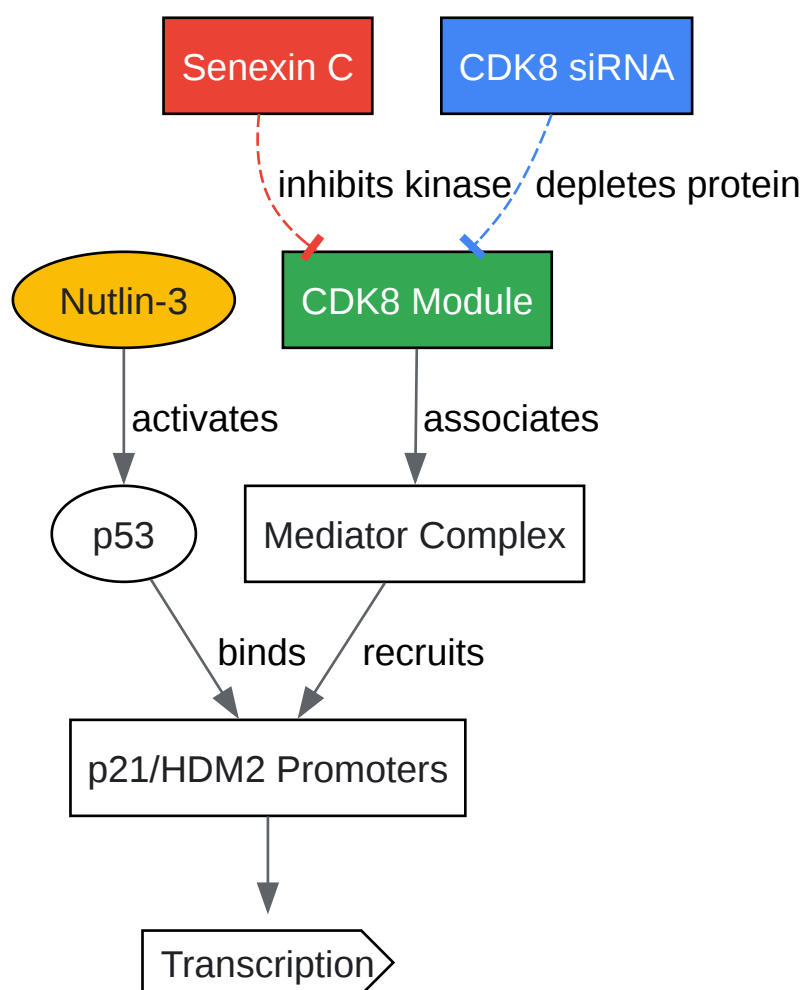 Senexin C
CDK8 siRNA
inhibits kinase
depletes protein
Nutlin-3
CDK8 Module
activates
associates
p53
Mediator Complex
binds
recruits
p21/HDM2 Promoters
Transcription